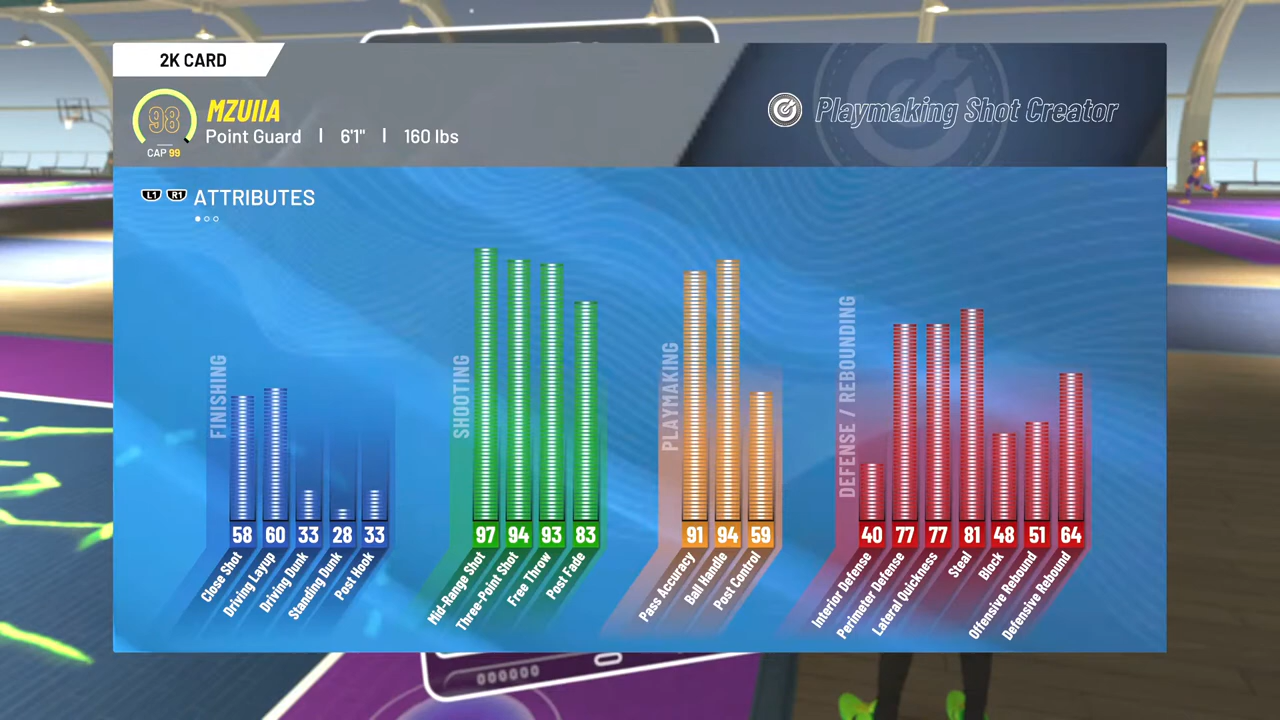 2K CARD
98
CAP 99
MZUIIA
Point Guard | 6'1" | 160 lbs
Playmaking Shot Creator
L1 R1 ATTRIBUTES
FINISHING
58 60 33 28 33
Close Shot
Driving Layup
Driving Dunk
Standing Dunk
Post Hook
SHOOTING
97 94 93 83
Mid-Range Shot
Three-Point Shot
Free Throw
Post Fade
PLAYMAKING
91 94 59
Pass Accuracy
Ball Handle
Post Control
DEFENSE / REBOUNDING
40 77 77 81 48 51 64
Interior Defense
Perimeter Defense
Lateral Quickness
Steal
Block
Offensive Rebound
Defensive Rebound
000000